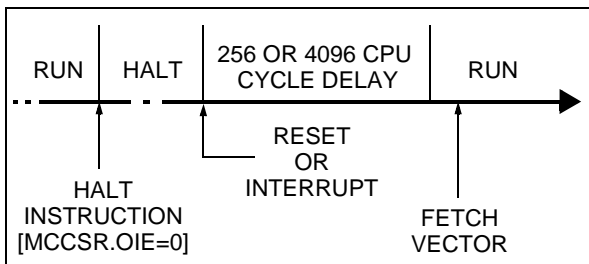 RUN
HALT
256 OR 4096 CPU
CYCLE DELAY
RUN
HALT
INSTRUCTION
[MCCSR.OIE=0]
RESET
OR
INTERRUPT
FETCH
VECTOR